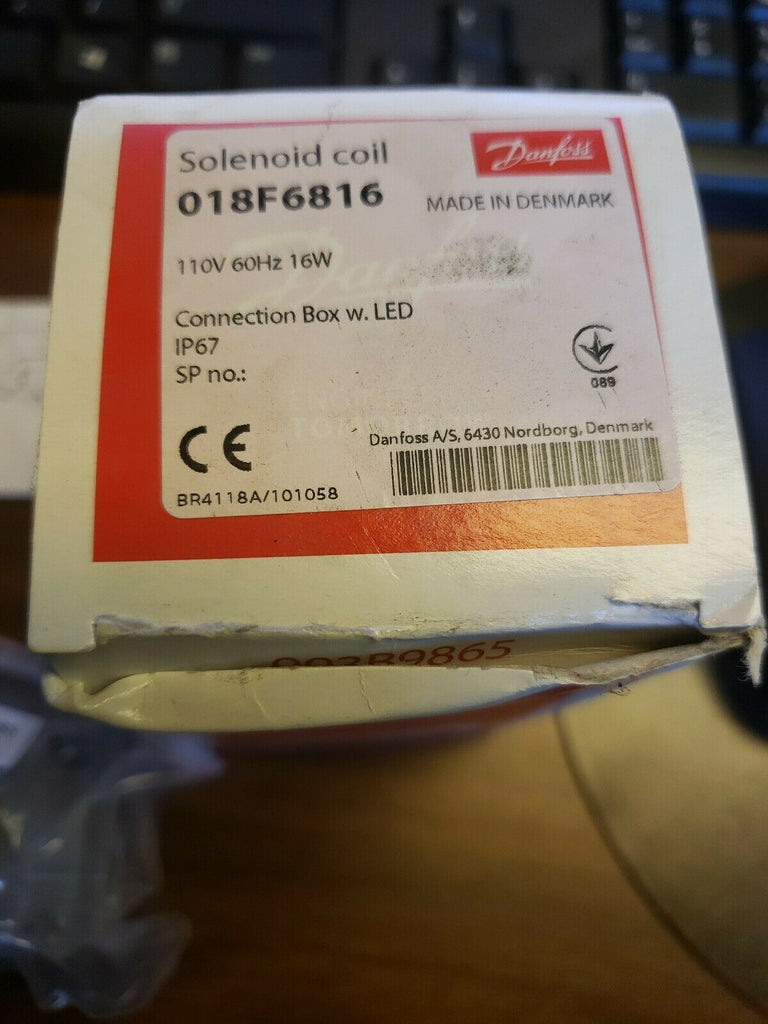 Solenoid coil
Danfoss
018F6816
MADE IN DENMARK
110V 60Hz 16W
Connection Box w. LED
IP67
SP no.:
089
CE
Danfoss A/S, 6430 Nordborg, Denmark
BR4118A/101058